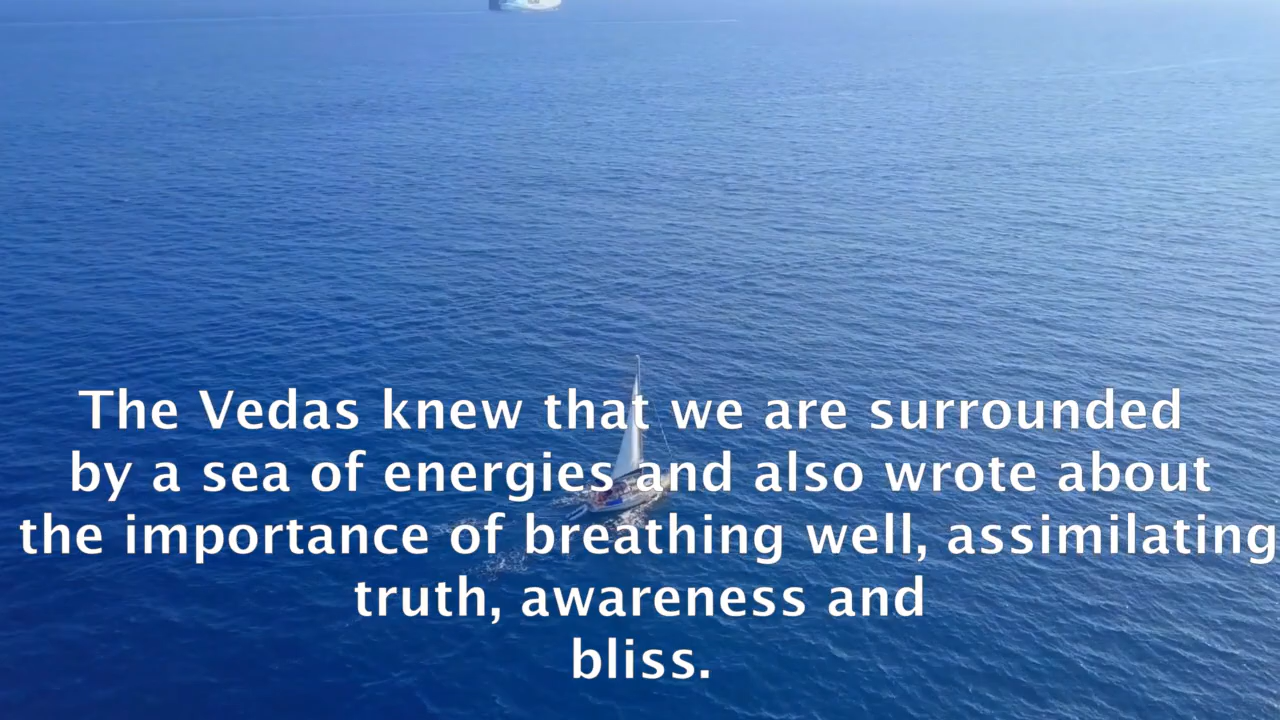 The Vedas knew that we are surrounded
by a sea of energies and also wrote about
the importance of breathing well, assimilating
truth, awareness and
bliss.